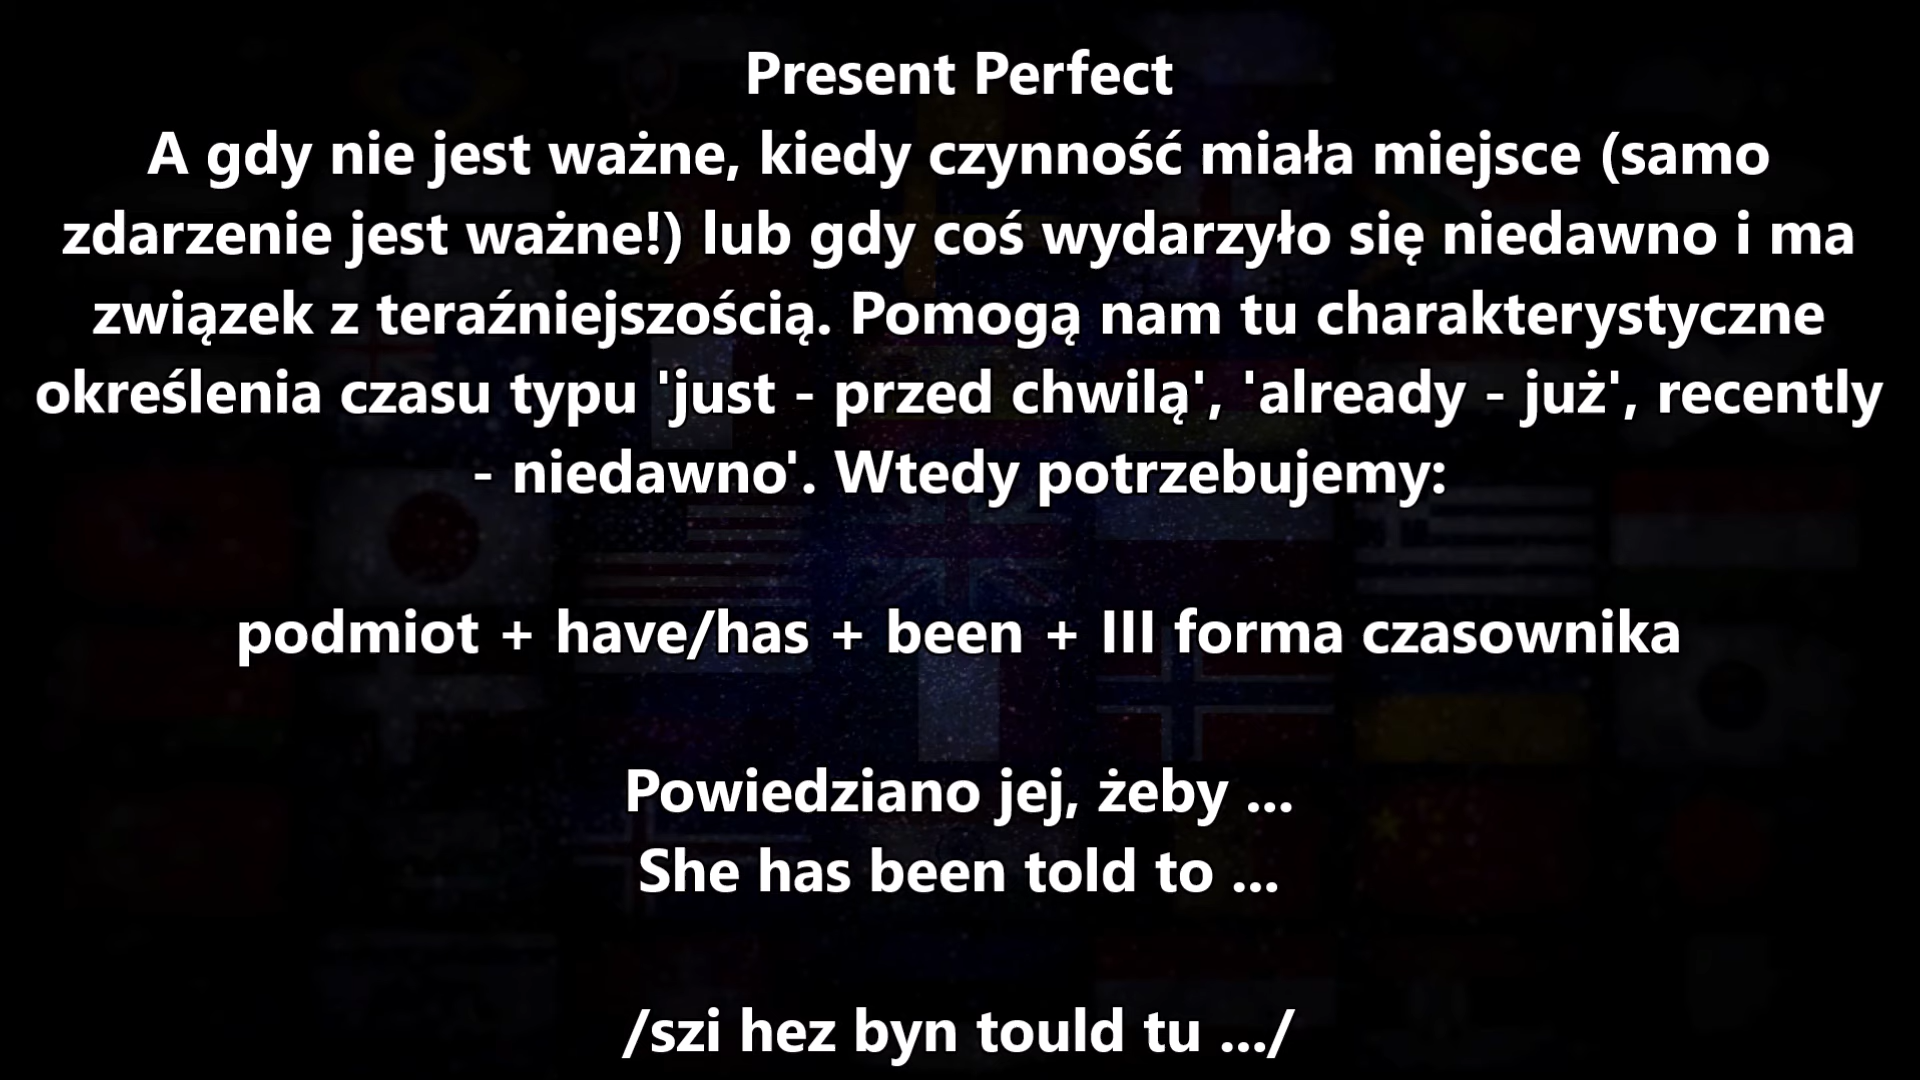 Present Perfect
A gdy nie jest ważne, kiedy czynność miała miejsce (samo
zdarzenie jest ważne!) lub gdy coś wydarzyło się niedawno i ma
związek z teraźniejszością. Pomogą nam tu charakterystyczne
określenia czasu typu 'just - przed chwilą', 'already - już', recently
- niedawno'. Wtedy potrzebujemy:
podmiot + have/has + been + III forma czasownika
Powiedziano jej, żeby ...
She has been told to ...
/szi hez byn tould tu .../